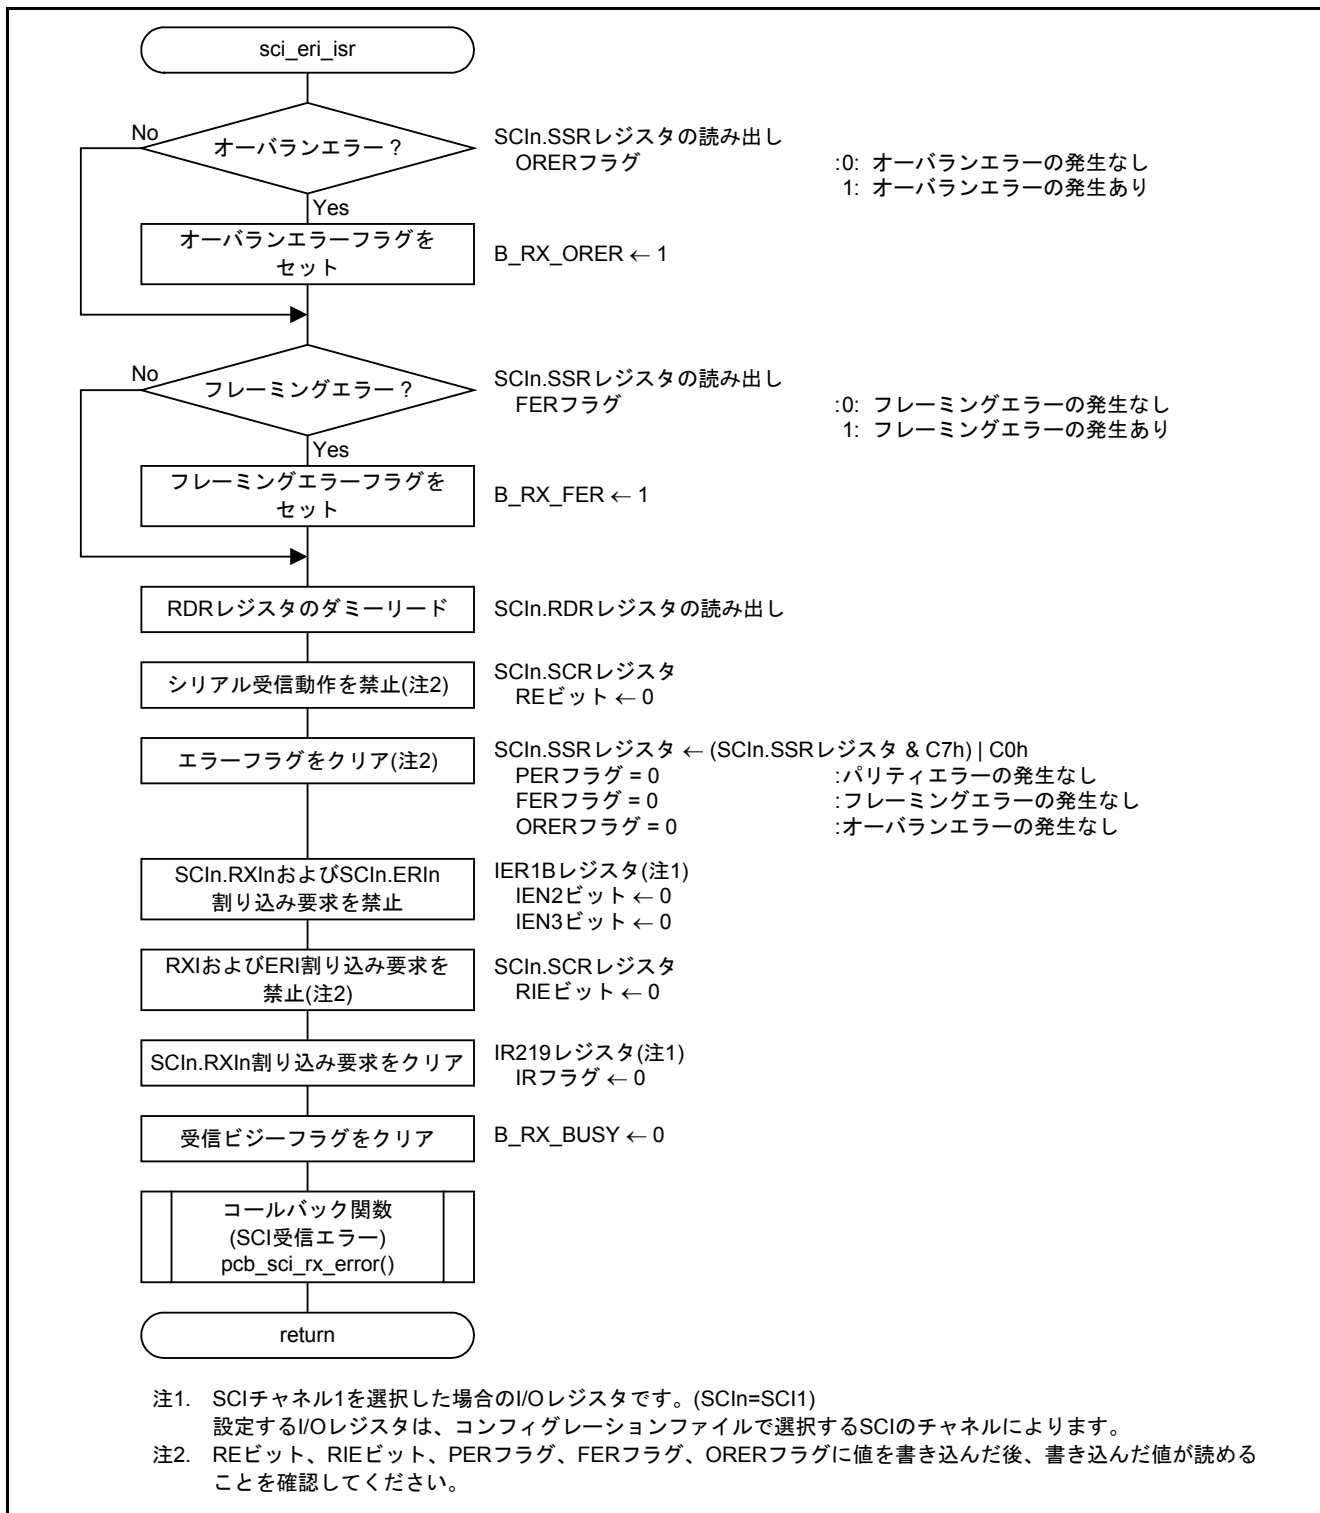 sci_eri_isr
No
オーバランエラー ?
SCIn.SSRレジスタの読み出し
ORERフラグ :0: オーバランエラーの発生なし
1: オーバランエラーの発生あり
Yes
オーバランエラーフラグを
セット
B_RX_ORER ← 1
No
フレーミングエラー ?
SCIn.SSRレジスタの読み出し
FERフラグ :0: フレーミングエラーの発生なし
1: フレーミングエラーの発生あり
Yes
フレーミングエラーフラグを
セット
B_RX_FER ← 1
RDRレジスタのダミーリード
SCIn.RDRレジスタの読み出し
シリアル受信動作を禁止(注2)
SCIn.SCRレジスタ
REビット ← 0
エラーフラグをクリア(注2)
SCIn.SSRレジスタ ← (SCIn.SSRレジスタ & C7h) | C0h
PERフラグ = 0 :パリティエラーの発生なし
FERフラグ = 0 :フレーミングエラーの発生なし
ORERフラグ = 0 :オーバランエラーの発生なし
SCIn.RXInおよびSCIn.ERIn
割り込み要求を禁止
IER1Bレジスタ(注1)
IEN2ビット ← 0
IEN3ビット ← 0
RXIおよびERI割り込み要求を
禁止(注2)
SCIn.SCRレジスタ
RIEビット ← 0
SCIn.RXIn割り込み要求をクリア
IR219レジスタ(注1)
IRフラグ ← 0
受信ビジーフラグをクリア
B_RX_BUSY ← 0
コールバック関数
(SCI受信エラー)
pcb_sci_rx_error()
return
注1. SCIチャネル1を選択した場合のI/Oレジスタです。(SCIn=SCI1)
設定するI/Oレジスタは、コンフィグレーションファイルで選択するSCIのチャネルによります。
注2. REビット、RIEビット、PERフラグ、FERフラグ、ORERフラグに値を書き込んだ後、書き込んだ値が読める
ことを確認してください。